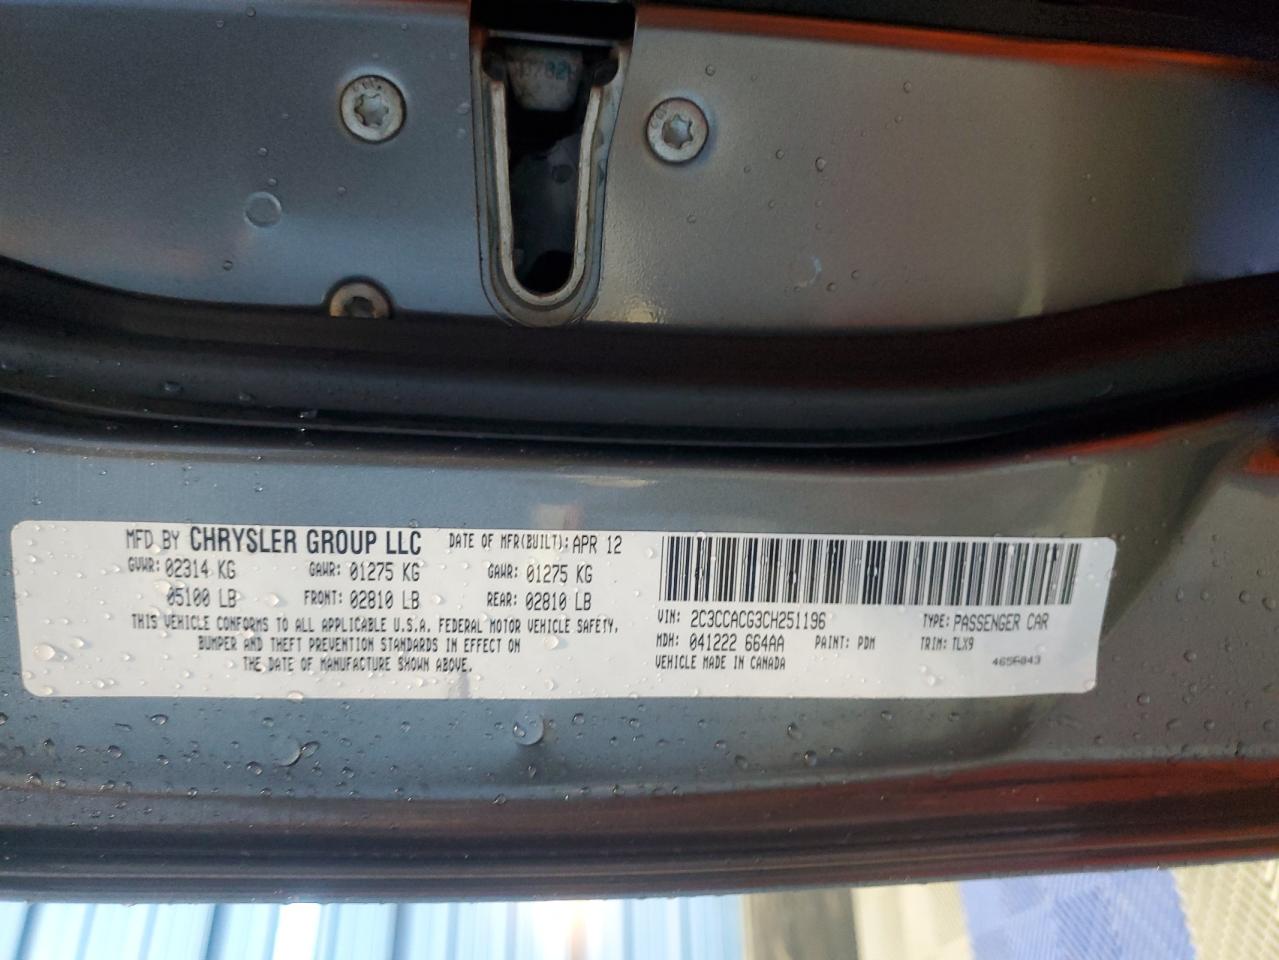 MFD BY CHRYSLER GROUP LLC DATE OF MFR(BUILT): APR 12
GVWR: 02314 KG GAWR: 01275 KG GAWR: 01275 KG
05100 LB FRONT: 02810 LB REAR: 02810 LB
THIS VEHICLE CONFORMS TO ALL APPLICABLE U.S.A. FEDERAL MOTOR VEHICLE SAFETY,
BUMPER AND THEFT PREVENTION STANDARDS IN EFFECT ON
THE DATE OF MANUFACTURE SHOWN ABOVE.
VIN: 2C3CCACG3CH251196 TYPE: PASSENGER CAR
MDH: 041222 664AA PAINT: PDM TRIM: TLX9
VEHICLE MADE IN CANADA 4656043